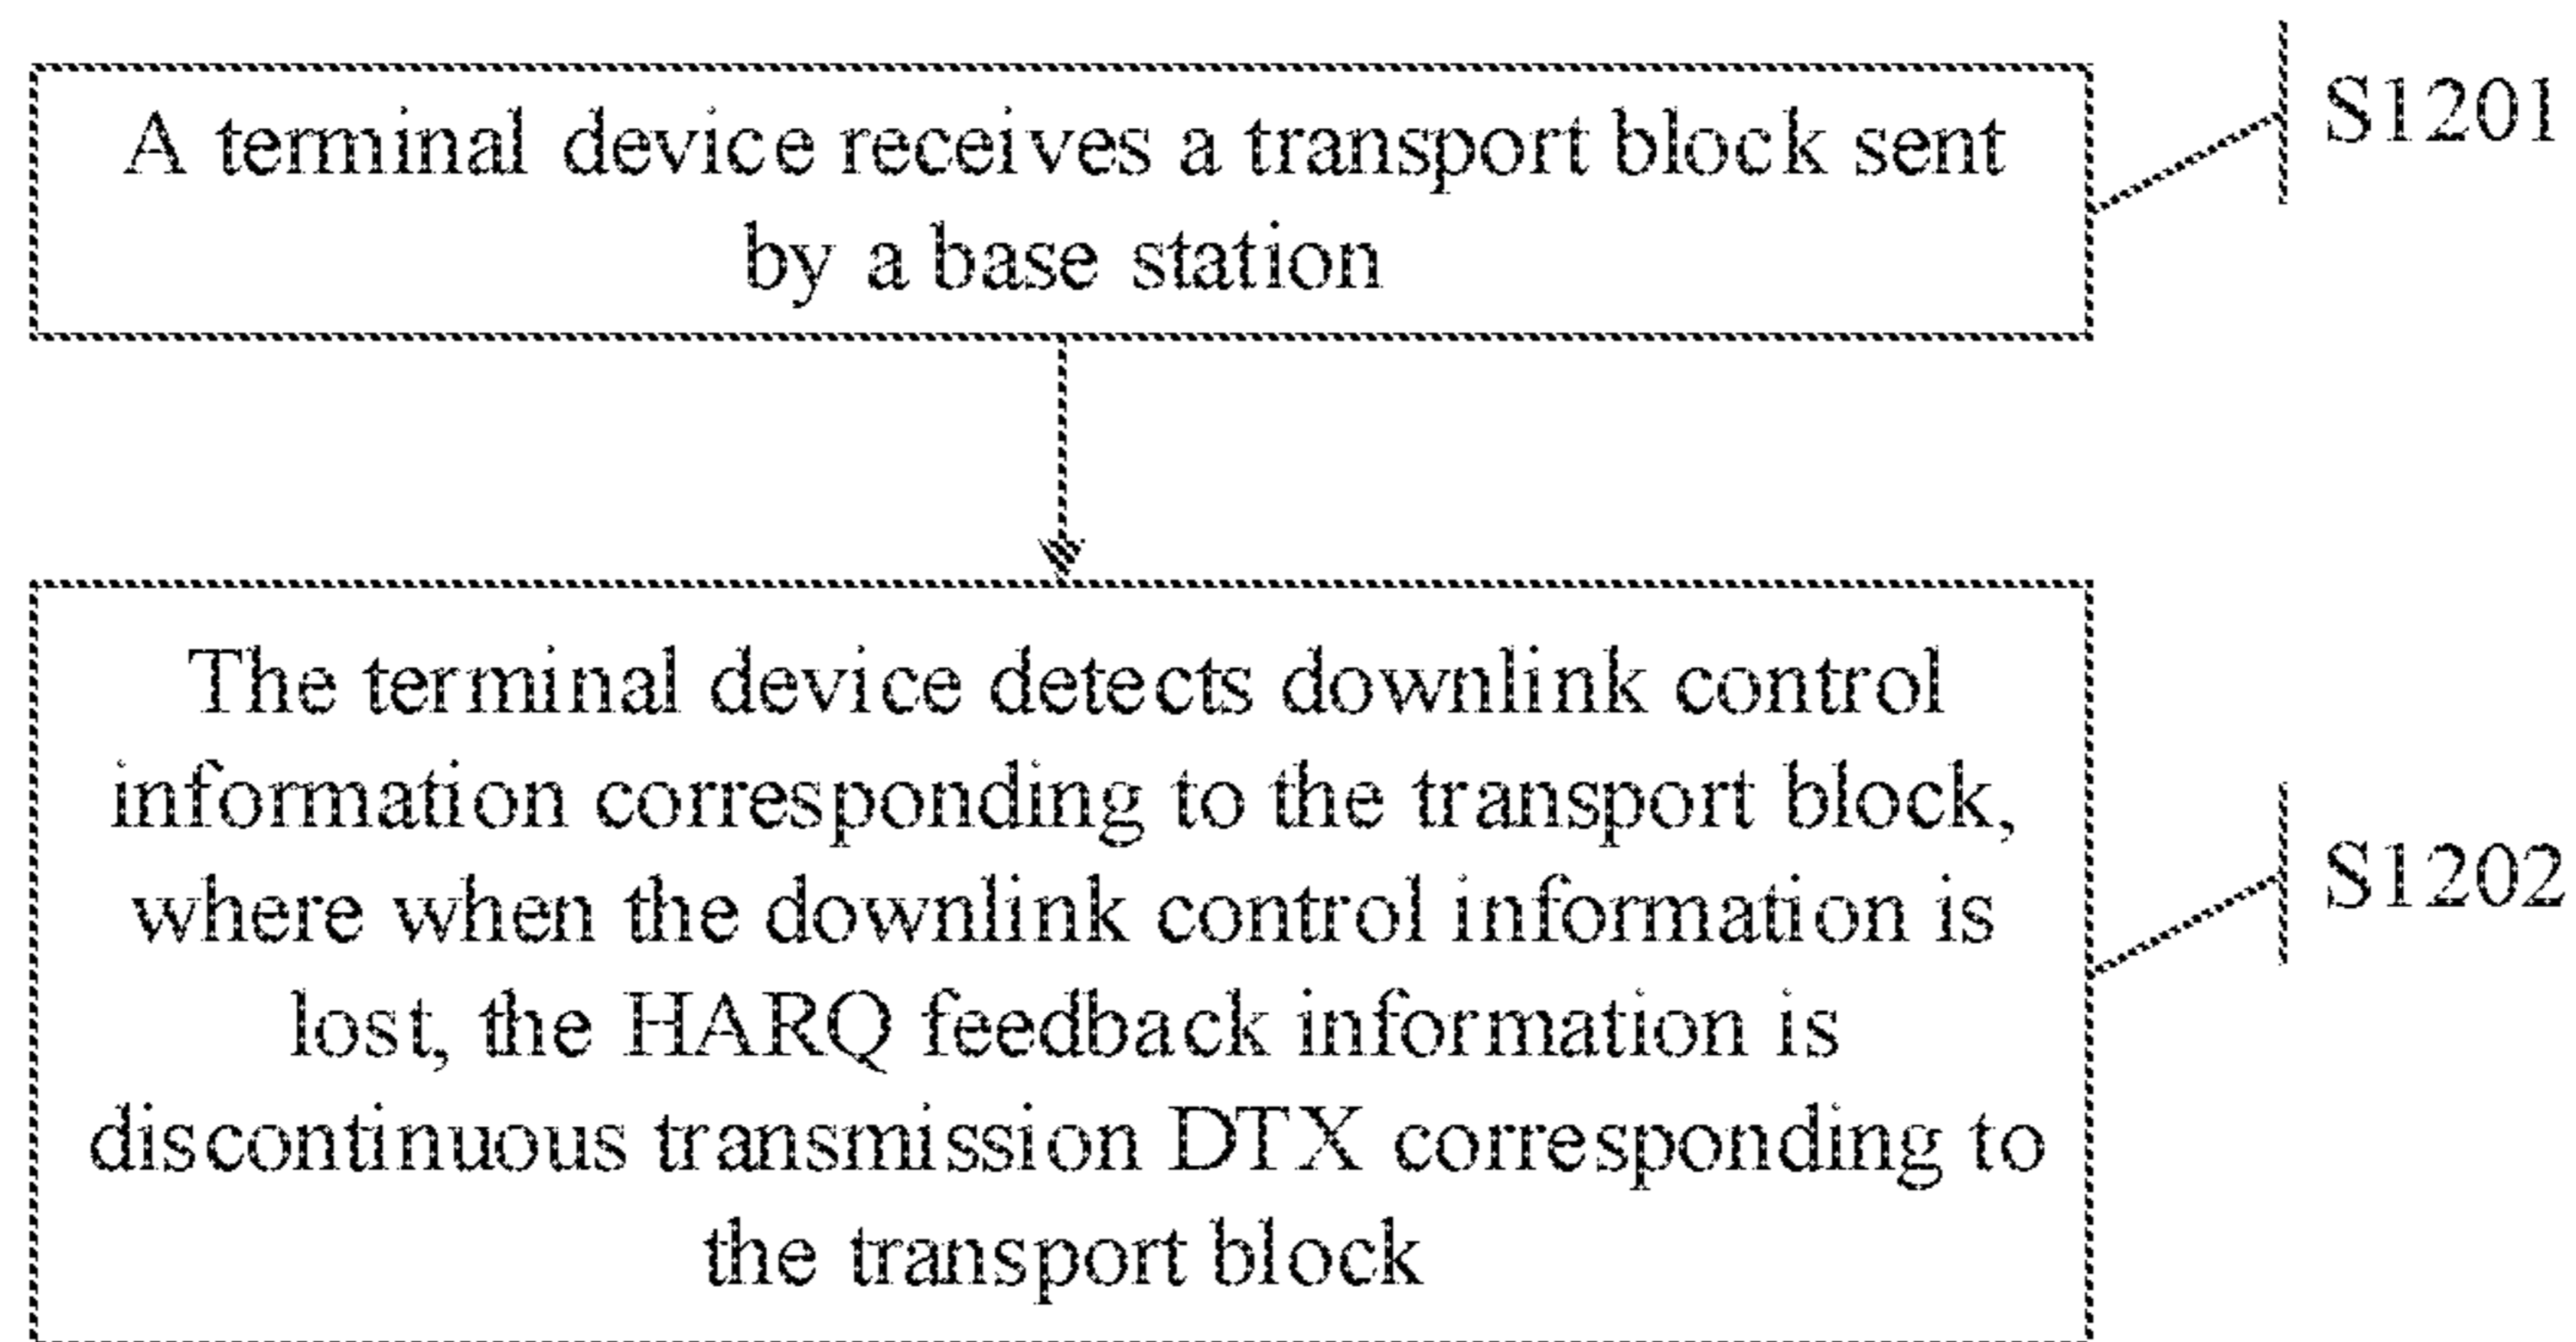 A terminal device receives a transport block sent
by a base station
S1201
The terminal device detects downlink control
information corresponding to the transport block,
where when the downlink control information is
lost, the HARQ feedback information is
discontinuous transmission DTX corresponding to
the transport block
S1202